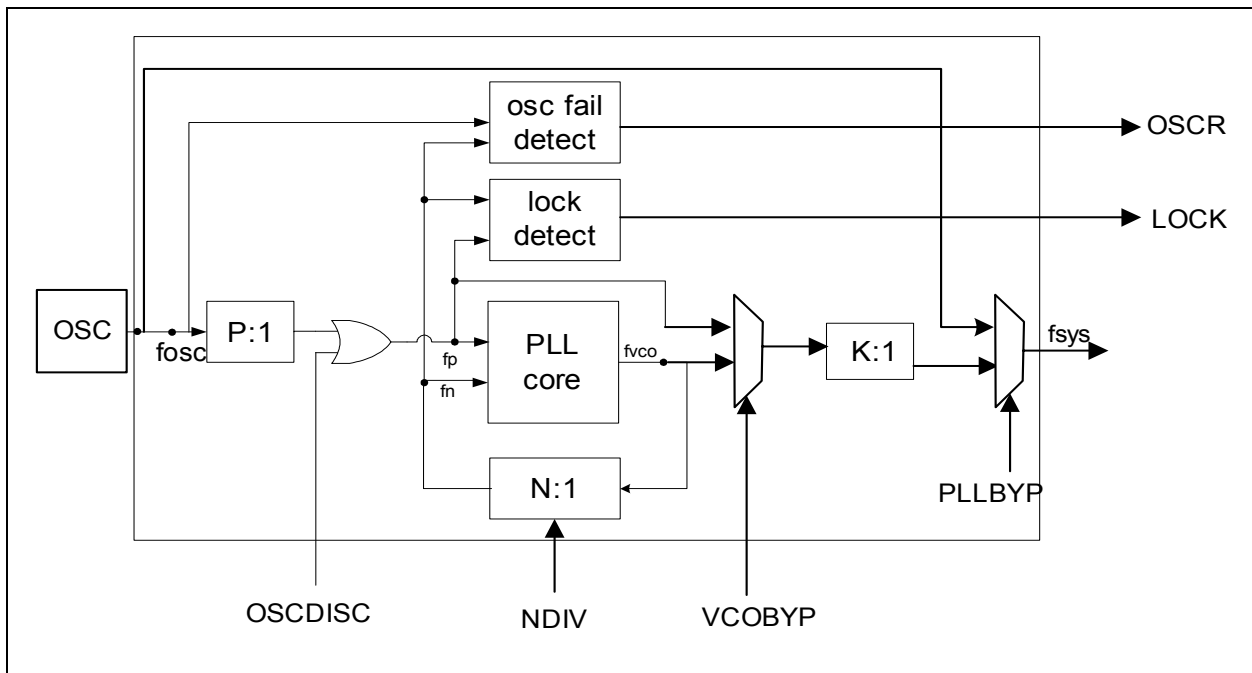 osc fail
detect
OSCR
lock
detect
LOCK
OSC
fosc
P:1
fp
fn
PLL
core
fvco
K:1
fsys
N:1
PLLBYP
OSCDISC
NDIV
VCOBYP